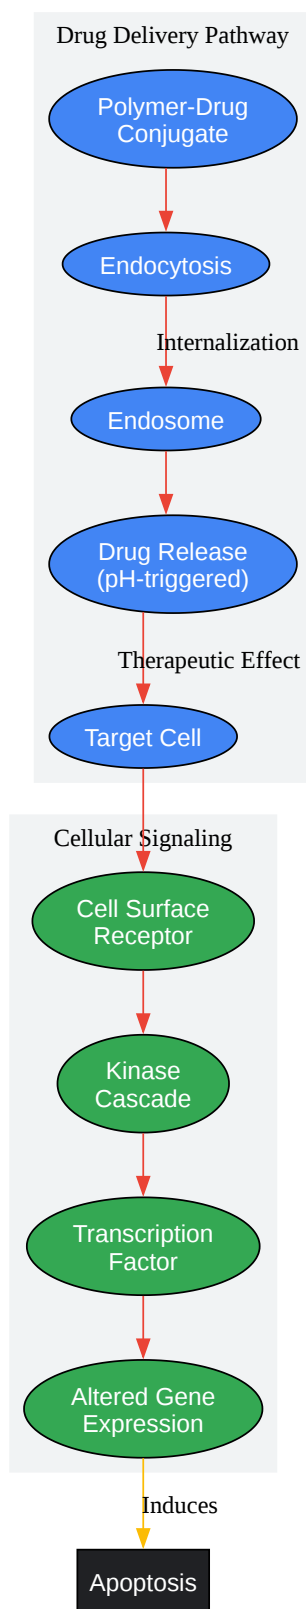 Drug Delivery Pathway
Polymer-Drug
Conjugate
Endocytosis
Internalization
Endosome
Drug Release
(pH-triggered)
Therapeutic Effect
Target Cell
Cellular Signaling
Cell Surface
Receptor
Kinase
Cascade
Transcription
Factor
Altered Gene
Expression
Induces
Apoptosis